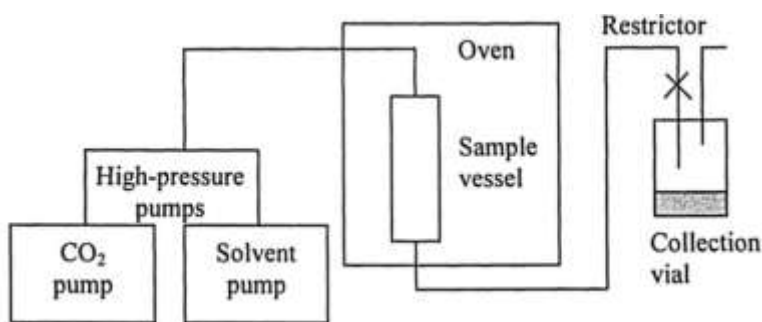 Restrictor
Oven
High-pressure
pumps
Sample
vessel
CO₂
pump
Solvent
pump
Collection
vial